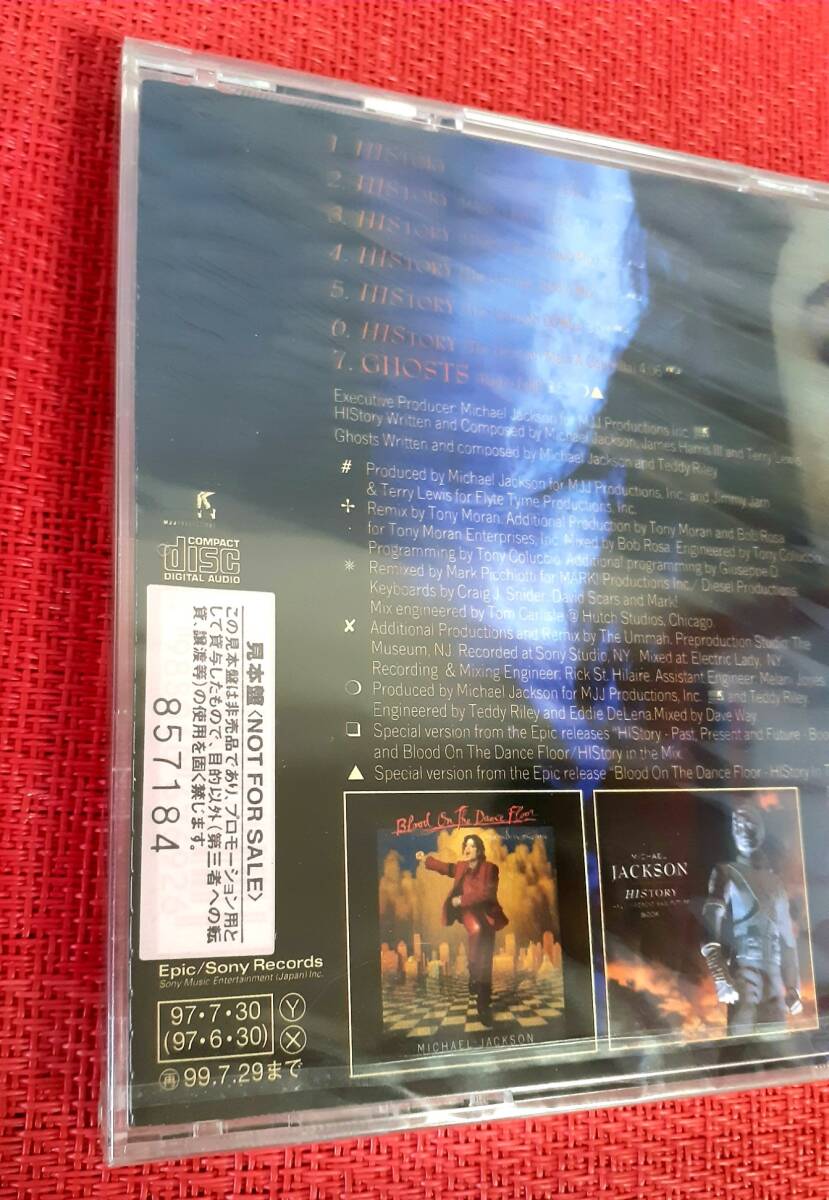 1. HISTORY
2. HISTORY
3. HISTORY
4. HISTORY
5. HISTORY
6. HISTORY 4:05
7. GHOSTS
Executive Producer: Michael Jackson for MJJ Productions Inc.
HIStory Written and Composed by Michael Jackson, James Harris III and Terry Lewis
Ghosts Written and composed by Michael Jackson and Teddy Riley
# Produced by Michael Jackson for MJJ Productions, Inc. and Jimmy Jam
& Terry Lewis for Flyte Tyme Productions, Inc.
✢ Remix by Tony Moran. Additional Production by Tony Moran and Bob Rosa
for Tony Moran Enterprises, Inc. Mixed by Bob Rosa. Engineered by Tony Coluccio
Programming by Tony Coluccio. Additional programming by Giuseppe D.
✳ Remixed by Mark Picchiotti for MARK! Productions Inc./ Diesel Productions
Keyboards by Craig J. Snider, David Scars and Mark!
Mix engineered by Tom Carlisle @ Hutch Studios, Chicago.
✘ Additional Productions and Remix by The Ummah. Preproduction Studio The
Museum, NJ. Recorded at Sony Studio, NY. Mixed at Electric Lady, NY
Recording & Mixing Engineer: Rick St. Hilaire. Assistant Engineer: Jones
❍ Produced by Michael Jackson for MJJ Productions, Inc. and Teddy Riley
Engineered by Teddy Riley and Eddie DeLena. Mixed by Dave Way
❏ Special version from the Epic releases "HIStory - Past, Present and Future - Boo
and Blood On The Dance Floor/HIStory in the Mix
▲ Special version from the Epic release "Blood On The Dance Floor - HIStory In T
COMPACT
disc
DIGITAL AUDIO
見本盤〈NOT FOR SALE〉
この見本盤は非売品であり、プロモーション用と
して貸与したもので、目的以外(第三者への転
貸、譲渡等)の使用を固く禁じます。
857184
Blood On The Dance Floor
MICHAEL JACKSON
MICHAEL
JACKSON
HISTORY
Epic/Sony Records
Sony Music Entertainment (Japan) Inc.
97・7・30 Y
(97・6・30) X
再 99.7.29まで